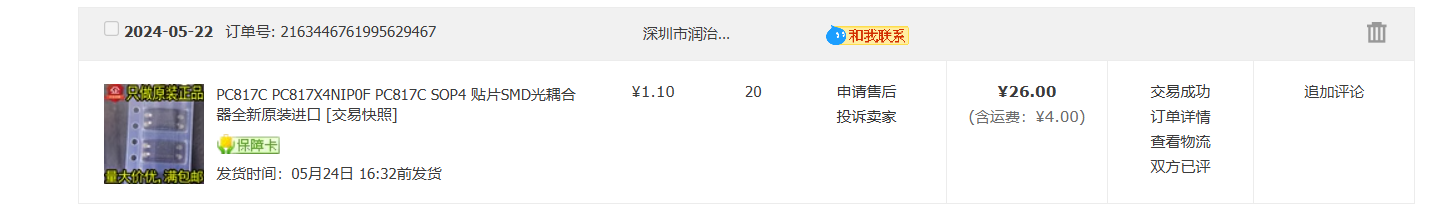 2024-05-22 订单号: 2163446761995629467
深圳市润治...
和我联系
只做原装正品
量大价优,满包邮
PC817C PC817X4NIP0F PC817C SOP4 贴片SMD光耦合
器全新原装进口 [交易快照]
保障卡
发货时间：05月24日 16:32前发货
¥1.10
20
申请售后
投诉卖家
¥26.00
(含运费：¥4.00)
交易成功
订单详情
查看物流
双方已评
追加评论